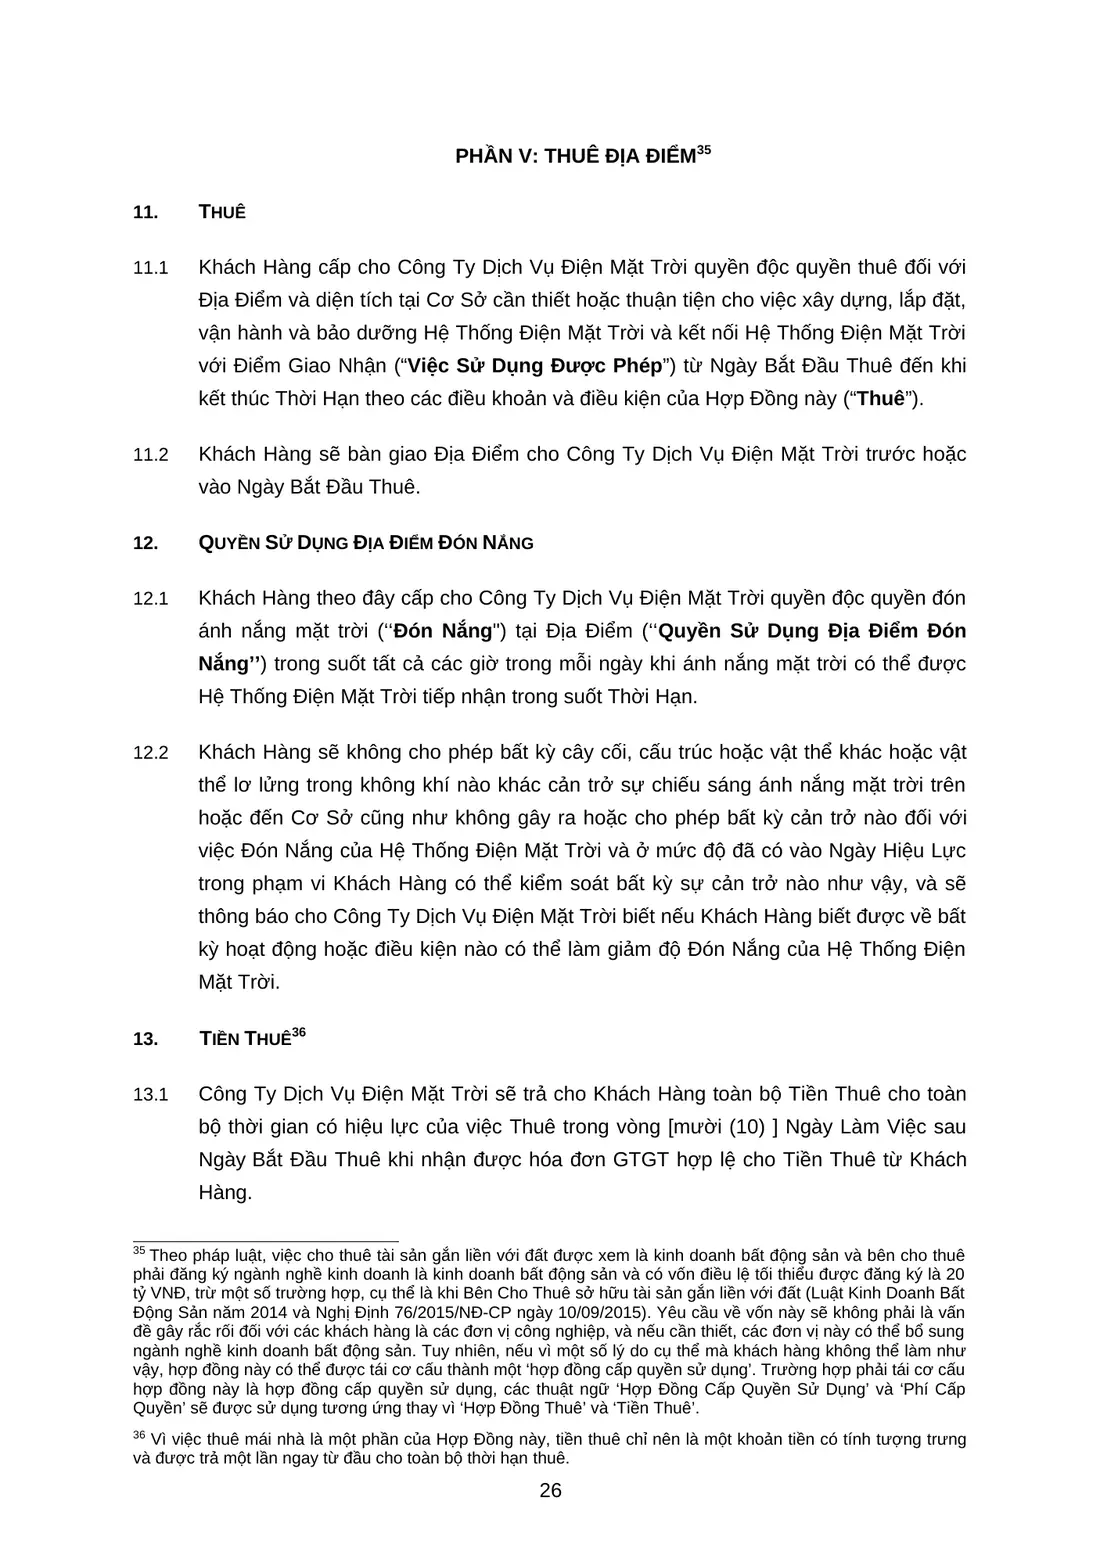 PHẦN V: THUÊ ĐỊA ĐIỂM35
11. THUÊ
11.1 Khách Hàng cấp cho Công Ty Dịch Vụ Điện Mặt Trời quyền độc quyền thuê đối với
Địa Điểm và diện tích tại Cơ Sở cần thiết hoặc thuận tiện cho việc xây dựng, lắp đặt,
vận hành và bảo dưỡng Hệ Thống Điện Mặt Trời và kết nối Hệ Thống Điện Mặt Trời
với Điểm Giao Nhận (“Việc Sử Dụng Được Phép”) từ Ngày Bắt Đầu Thuê đến khi
kết thúc Thời Hạn theo các điều khoản và điều kiện của Hợp Đồng này (“Thuê”).
11.2 Khách Hàng sẽ bàn giao Địa Điểm cho Công Ty Dịch Vụ Điện Mặt Trời trước hoặc
vào Ngày Bắt Đầu Thuê.
12. QUYỀN SỬ DỤNG ĐỊA ĐIỂM ĐÓN NẮNG
12.1 Khách Hàng theo đây cấp cho Công Ty Dịch Vụ Điện Mặt Trời quyền độc quyền đón
ánh nắng mặt trời (‘‘Đón Nắng") tại Địa Điểm (‘‘Quyền Sử Dụng Địa Điểm Đón
Nắng’’) trong suốt tất cả các giờ trong mỗi ngày khi ánh nắng mặt trời có thể được
Hệ Thống Điện Mặt Trời tiếp nhận trong suốt Thời Hạn.
12.2 Khách Hàng sẽ không cho phép bất kỳ cây cối, cấu trúc hoặc vật thể khác hoặc vật
thể lơ lửng trong không khí nào khác cản trở sự chiếu sáng ánh nắng mặt trời trên
hoặc đến Cơ Sở cũng như không gây ra hoặc cho phép bất kỳ cản trở nào đối với
việc Đón Nắng của Hệ Thống Điện Mặt Trời và ở mức độ đã có vào Ngày Hiệu Lực
trong phạm vi Khách Hàng có thể kiểm soát bất kỳ sự cản trở nào như vậy, và sẽ
thông báo cho Công Ty Dịch Vụ Điện Mặt Trời biết nếu Khách Hàng biết được về bất
kỳ hoạt động hoặc điều kiện nào có thể làm giảm độ Đón Nắng của Hệ Thống Điện
Mặt Trời.
13. TIỀN THUÊ36
13.1 Công Ty Dịch Vụ Điện Mặt Trời sẽ trả cho Khách Hàng toàn bộ Tiền Thuê cho toàn
bộ thời gian có hiệu lực của việc Thuê trong vòng [mười (10) ] Ngày Làm Việc sau
Ngày Bắt Đầu Thuê khi nhận được hóa đơn GTGT hợp lệ cho Tiền Thuê từ Khách
Hàng.
35 Theo pháp luật, việc cho thuê tài sản gắn liền với đất được xem là kinh doanh bất động sản và bên cho thuê
phải đăng ký ngành nghề kinh doanh là kinh doanh bất động sản và có vốn điều lệ tối thiểu được đăng ký là 20
tỷ VNĐ, trừ một số trường hợp, cụ thể là khi Bên Cho Thuê sở hữu tài sản gắn liền với đất (Luật Kinh Doanh Bất
Động Sản năm 2014 và Nghị Định 76/2015/NĐ-CP ngày 10/09/2015). Yêu cầu về vốn này sẽ không phải là vấn
đề gây rắc rối đối với các khách hàng là các đơn vị công nghiệp, và nếu cần thiết, các đơn vị này có thể bổ sung
ngành nghề kinh doanh bất động sản. Tuy nhiên, nếu vì một số lý do cụ thể mà khách hàng không thể làm như
vậy, hợp đồng này có thể được tái cơ cấu thành một ‘hợp đồng cấp quyền sử dụng’. Trường hợp phải tái cơ cấu
hợp đồng này là hợp đồng cấp quyền sử dụng, các thuật ngữ ‘Hợp Đồng Cấp Quyền Sử Dụng’ và ‘Phí Cấp
Quyền’ sẽ được sử dụng tương ứng thay vì ‘Hợp Đồng Thuê’ và ‘Tiền Thuê’.
36 Vì việc thuê mái nhà là một phần của Hợp Đồng này, tiền thuê chỉ nên là một khoản tiền có tính tượng trưng
và được trả một lần ngay từ đầu cho toàn bộ thời hạn thuê.
26